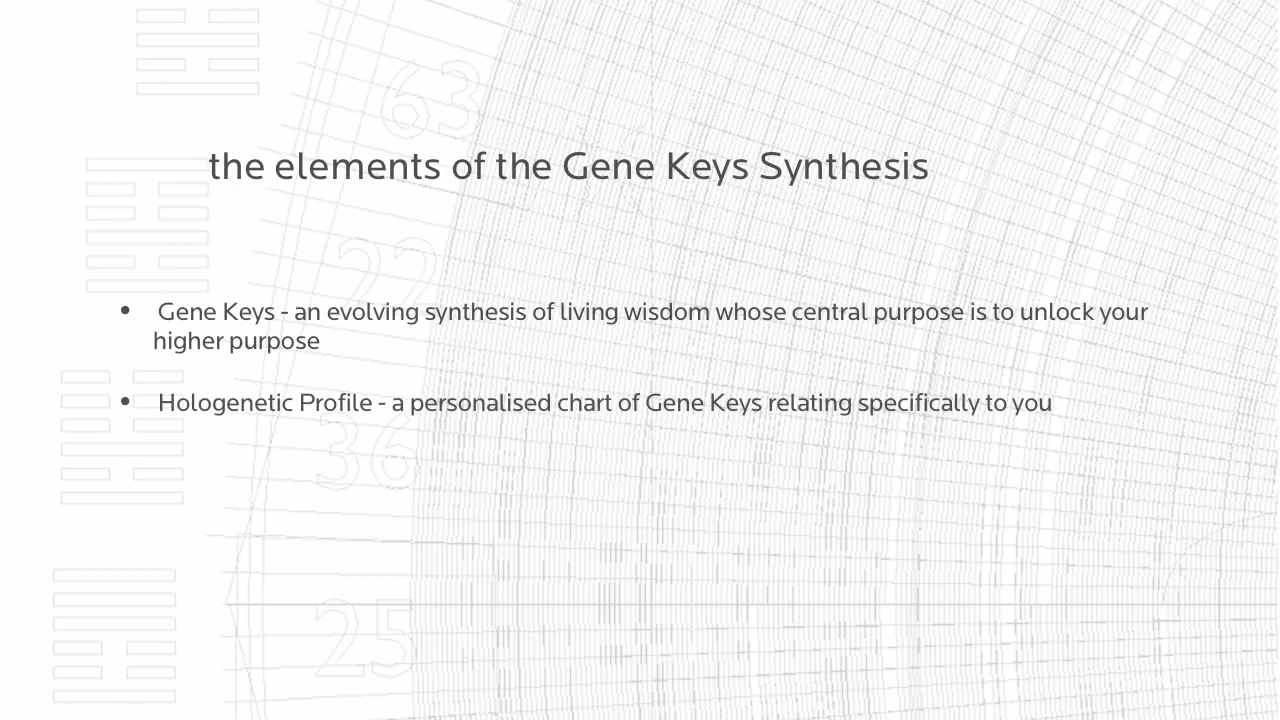 63
the elements of the Gene Keys Synthesis
22
• Gene Keys - an evolving synthesis of living wisdom whose central purpose is to unlock your
higher purpose
• Hologenetic Profile - a personalised chart of Gene Keys relating specifically to you
36
25